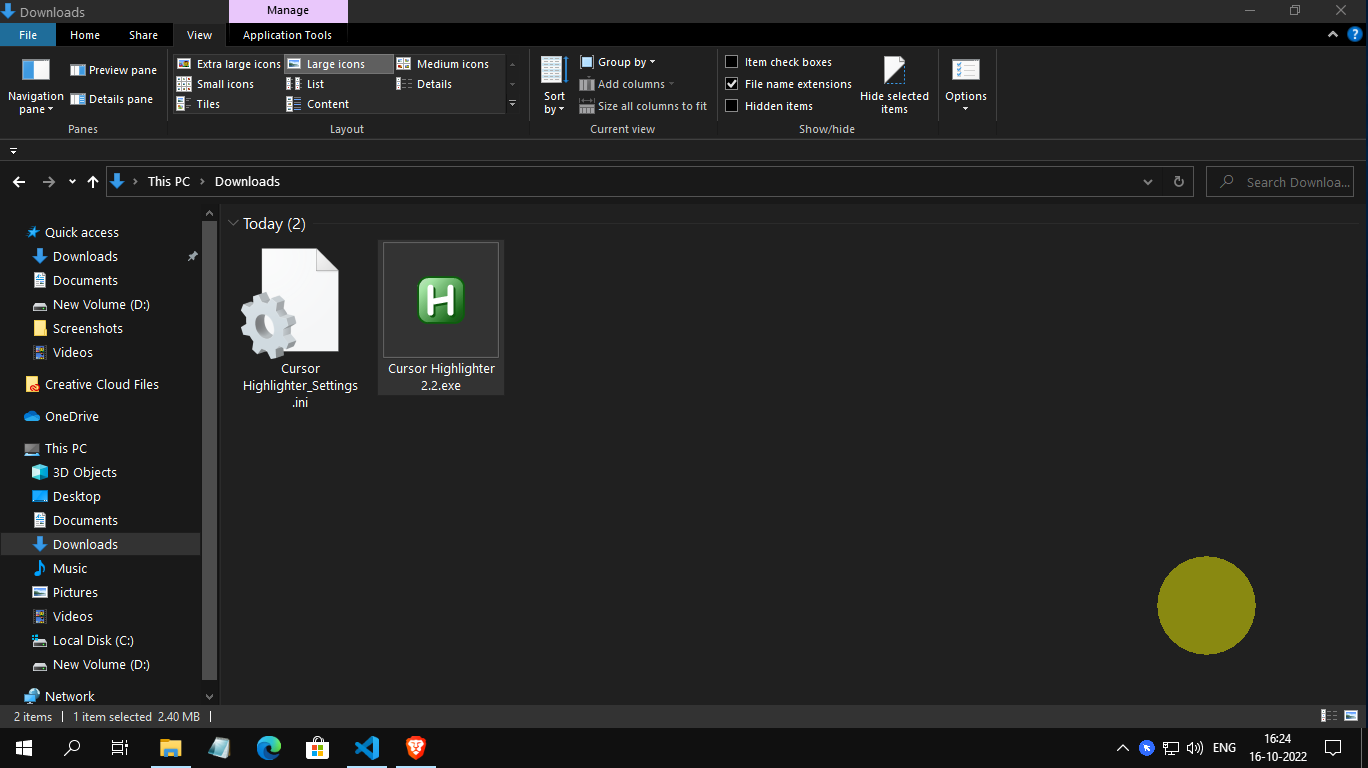 Downloads
Manage
File
Home
Share
View
Application Tools
Navigation pane
Preview pane
Details pane
Panes
Extra large icons
Large icons
Medium icons
Small icons
List
Details
Tiles
Content
Layout
Sort by
Group by
Add columns
Size all columns to fit
Current view
Item check boxes
File name extensions
Hidden items
Hide selected items
Show/hide
Options
This PC > Downloads
Search Downloa...
Quick access
Downloads
Documents
New Volume (D:)
Screenshots
Videos
Creative Cloud Files
OneDrive
This PC
3D Objects
Desktop
Documents
Downloads
Music
Pictures
Videos
Local Disk (C:)
New Volume (D:)
Network
Today (2)
H
Cursor
Highlighter_Settings
.ini
Cursor Highlighter
2.2.exe
2 items
1 item selected 2.40 MB
ENG
16:24
16-10-2022